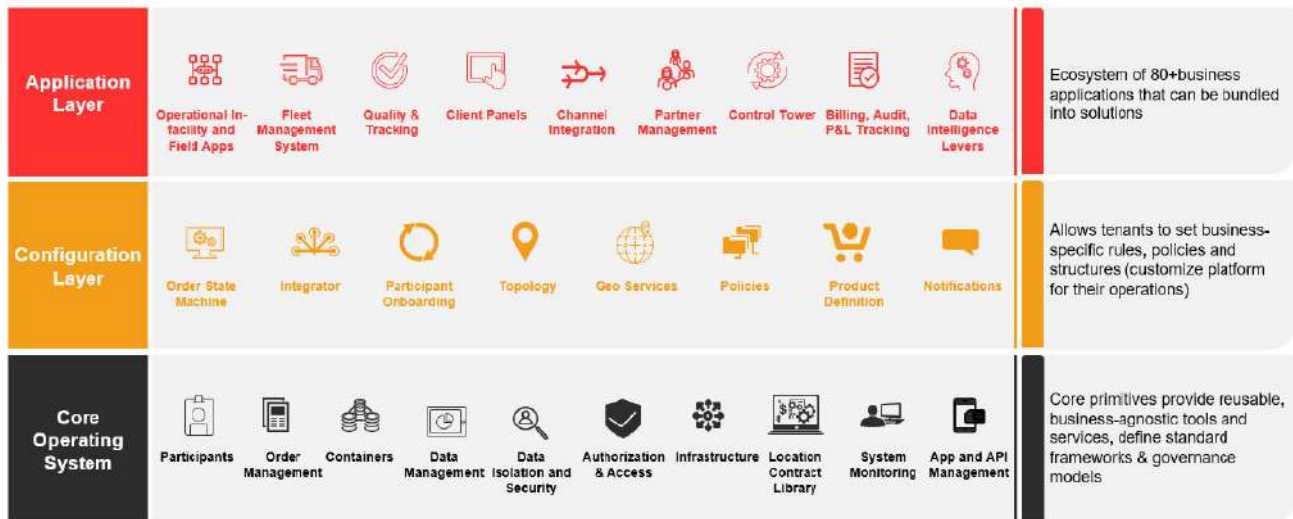 Application
Layer
Operational In-
facility and
Field Apps
Fleet
Management
System
Quality &
Tracking
Client Panels
Channel
Integration
Partner
Management
Control Tower
Billing, Audit,
P&L Tracking
Data
Intelligence
Levers
Ecosystem of 80+business
applications that can be bundled
into solutions
Configuration
Layer
Order State
Machine
Integrator
Participant
Onboarding
Topology
Geo Services
Policies
Product
Definition
Notifications
Allows tenants to set business-
specific rules, policies and
structures (customize platform
for their operations)
Core
Operating
System
Participants
Order
Management
Containers
Data
Management
Data
Isolation and
Security
Authorization
& Access
Infrastructure
Location
Contract
Library
System
Monitoring
App and API
Management
Core primitives provide reusable,
business-agnostic tools and
services, define standard
frameworks & governance
models